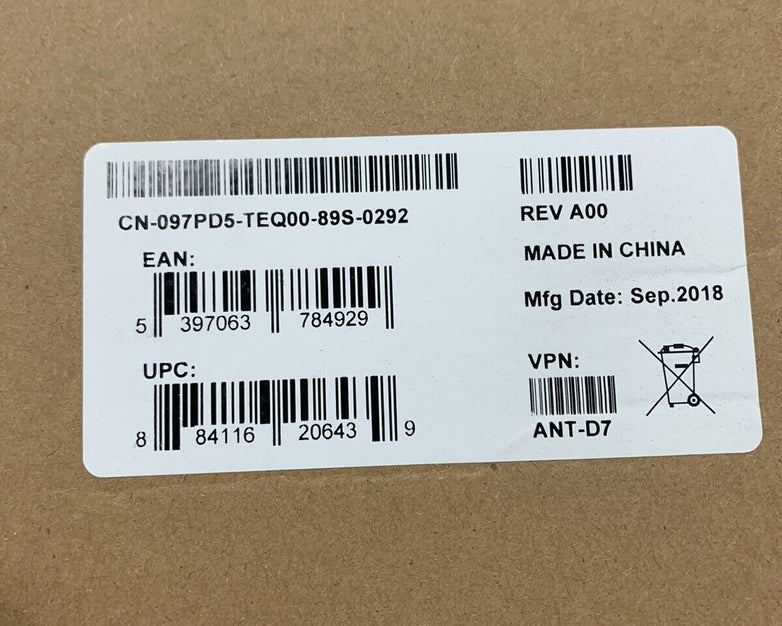 CN-097PD5-TEQ00-89S-0292
REV A00
MADE IN CHINA
Mfg Date: Sep.2018
EAN:
5 397063 784929
UPC:
8 84116 20643 9
VPN:
ANT-D7